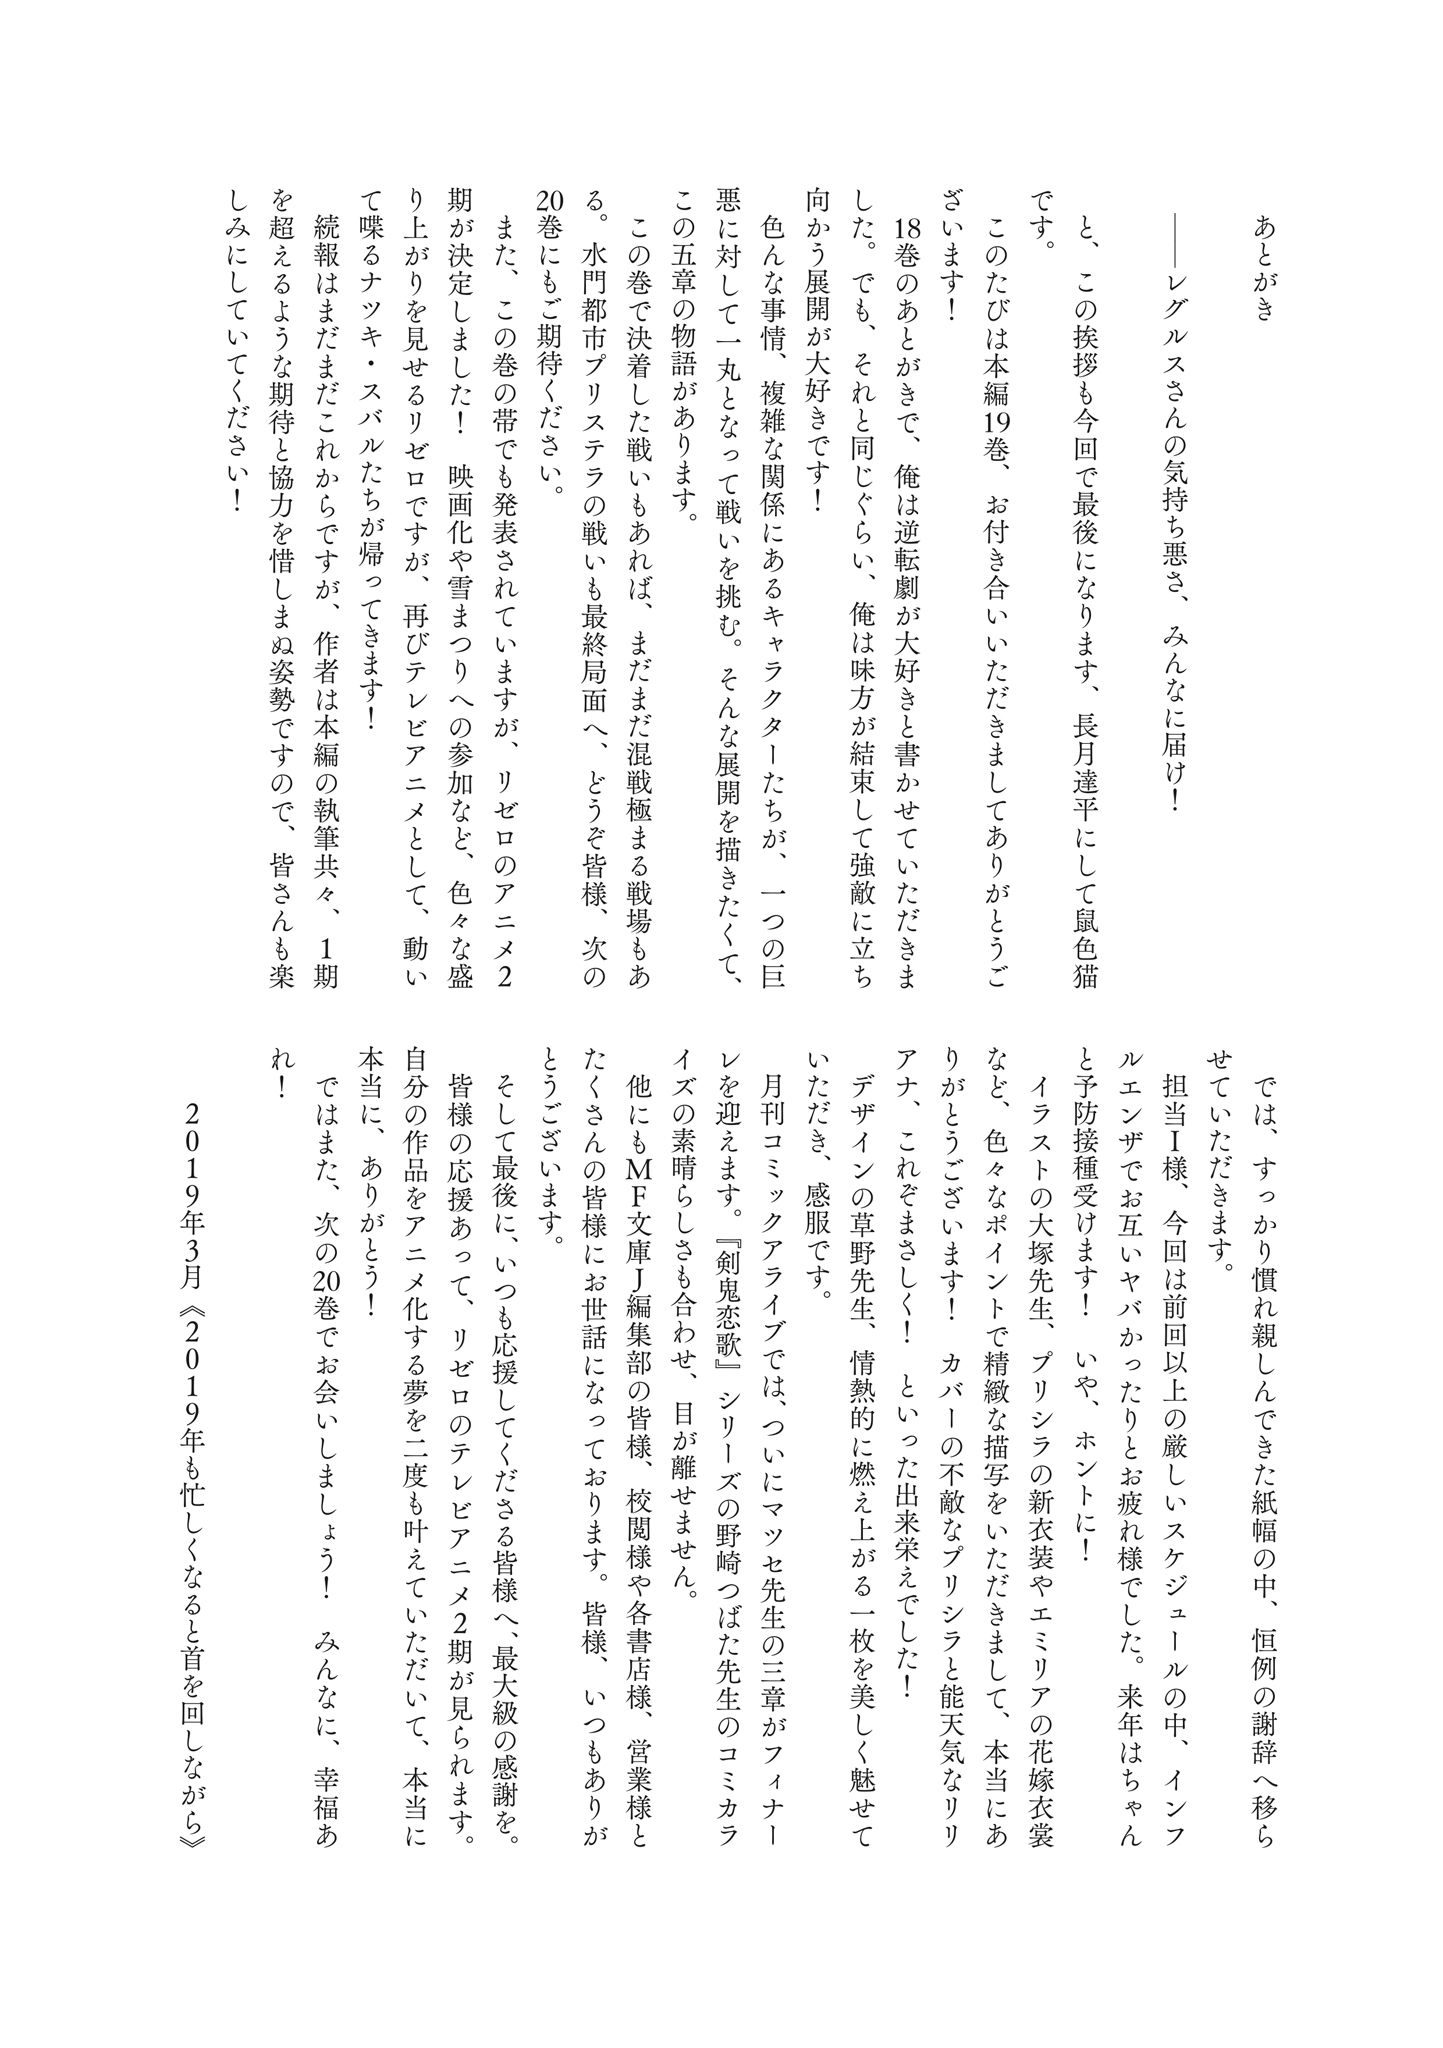 あとがき
――レグルスさんの気持ち悪さ、みんなに届け！
と、この挨拶も今回で最後になります、長月達平にして鼠色猫
です。
このたびは本編19巻、お付き合いいただきましてありがとうご
ざいます！
18巻のあとがきで、俺は逆転劇が大好きと書かせていただきま
した。でも、それと同じぐらい、俺は味方が結束して強敵に立ち
向かう展開が大好きです！
色んな事情、複雑な関係にあるキャラクターたちが、一つの巨
悪に対して一丸となって戦いを挑む。そんな展開を描きたくて、
この五章の物語があります。
この巻で決着した戦いもあれば、まだまだ混戦極まる戦場もあ
る。水門都市プリステラの戦いも最終局面へ、どうぞ皆様、次の
20巻にもご期待ください。
また、この巻の帯でも発表されていますが、リゼロのアニメ2
期が決定しました！　映画化や雪まつりへの参加など、色々な盛
り上がりを見せるリゼロですが、再びテレビアニメとして、動い
て喋るナツキ・スバルたちが帰ってきます！
続報はまだまだこれからですが、作者は本編の執筆共々、1期
を超えるような期待と協力を惜しまぬ姿勢ですので、皆さんも楽
しみにしていてください！
では、すっかり慣れ親しんできた紙幅の中、恒例の謝辞へ移ら
せていただきます。
担当I様、今回は前回以上の厳しいスケジュールの中、インフ
ルエンザでお互いヤバかったりとお疲れ様でした。来年はちゃん
と予防接種受けます！　いや、ホントに！
イラストの大塚先生、プリシラの新衣装やエミリアの花嫁衣裳
など、色々なポイントで精緻な描写をいただきまして、本当にあ
りがとうございます！　カバーの不敵なプリシラと能天気なリリ
アナ、これぞまさしく！　といった出来栄えでした！
デザインの草野先生、情熱的に燃え上がる一枚を美しく魅せて
いただき、感服です。
月刊コミックアライブでは、ついにマツセ先生の三章がフィナー
レを迎えます。『剣鬼恋歌』シリーズの野崎つばた先生のコミカラ
イズの素晴らしさも合わせ、目が離せません。
他にもMF文庫J編集部の皆様、校閲様や各書店様、営業様と
たくさんの皆様にお世話になっております。皆様、いつもありが
とうございます。
そして最後に、いつも応援してくださる皆様へ、最大級の感謝を。
皆様の応援あって、リゼロのテレビアニメ2期が見られます。
自分の作品をアニメ化する夢を二度も叶えていただいて、本当に
本当に、ありがとう！
ではまた、次の20巻でお会いしましょう！　みんなに、幸福あ
れ！
2019年3月《2019年も忙しくなると首を回しながら》